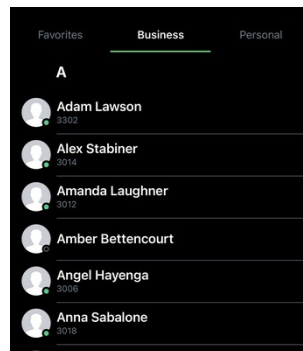 Favorites Business Personal
A
Adam Lawson
3302
Alex Stabiner
3014
Amanda Laughner
3012
Amber Bettencourt
Angel Hayenga
3006
Anna Sabalone
3018